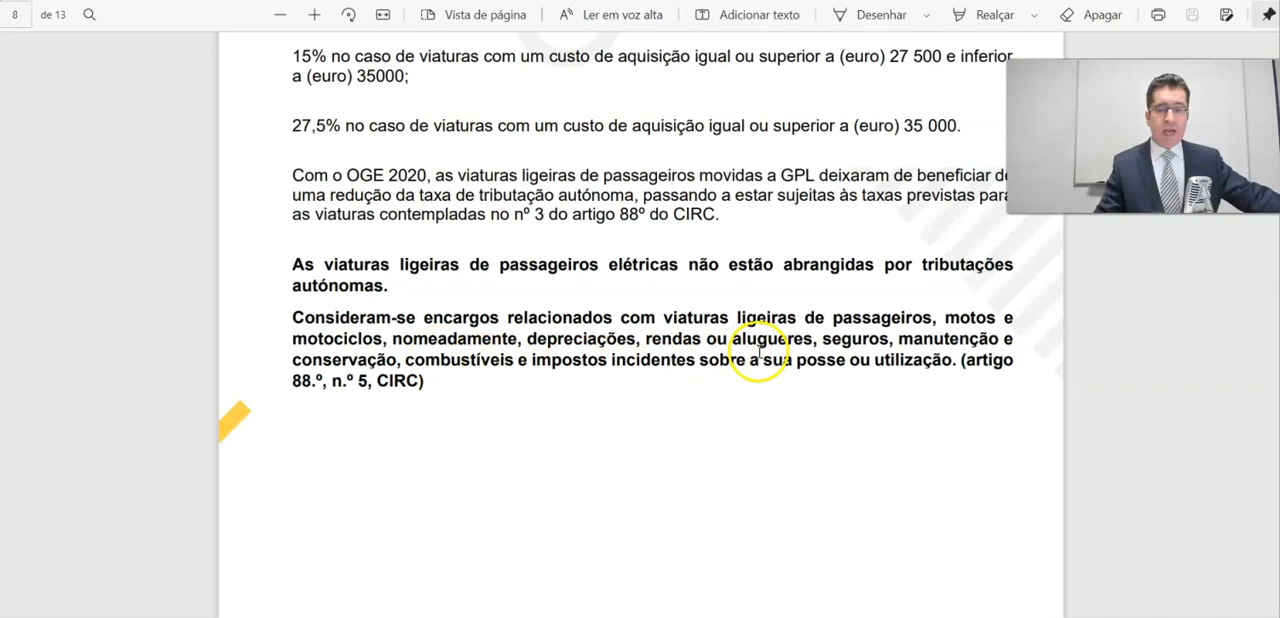 8 de 13 Vista de página Ler em voz alta Adicionar texto Desenhar Realçar Apagar
15% no caso de viaturas com um custo de aquisição igual ou superior a (euro) 27 500 e inferior
a (euro) 35000;
27,5% no caso de viaturas com um custo de aquisição igual ou superior a (euro) 35 000.
Com o OGE 2020, as viaturas ligeiras de passageiros movidas a GPL deixaram de beneficiar de
uma redução da taxa de tributação autónoma, passando a estar sujeitas às taxas previstas para
as viaturas contempladas no nº 3 do artigo 88º do CIRC.
As viaturas ligeiras de passageiros elétricas não estão abrangidas por tributações
autónomas.
Consideram-se encargos relacionados com viaturas ligeiras de passageiros, motos e
motociclos, nomeadamente, depreciações, rendas ou alugueres, seguros, manutenção e
conservação, combustíveis e impostos incidentes sobre a sua posse ou utilização. (artigo
88.º, n.º 5, CIRC)